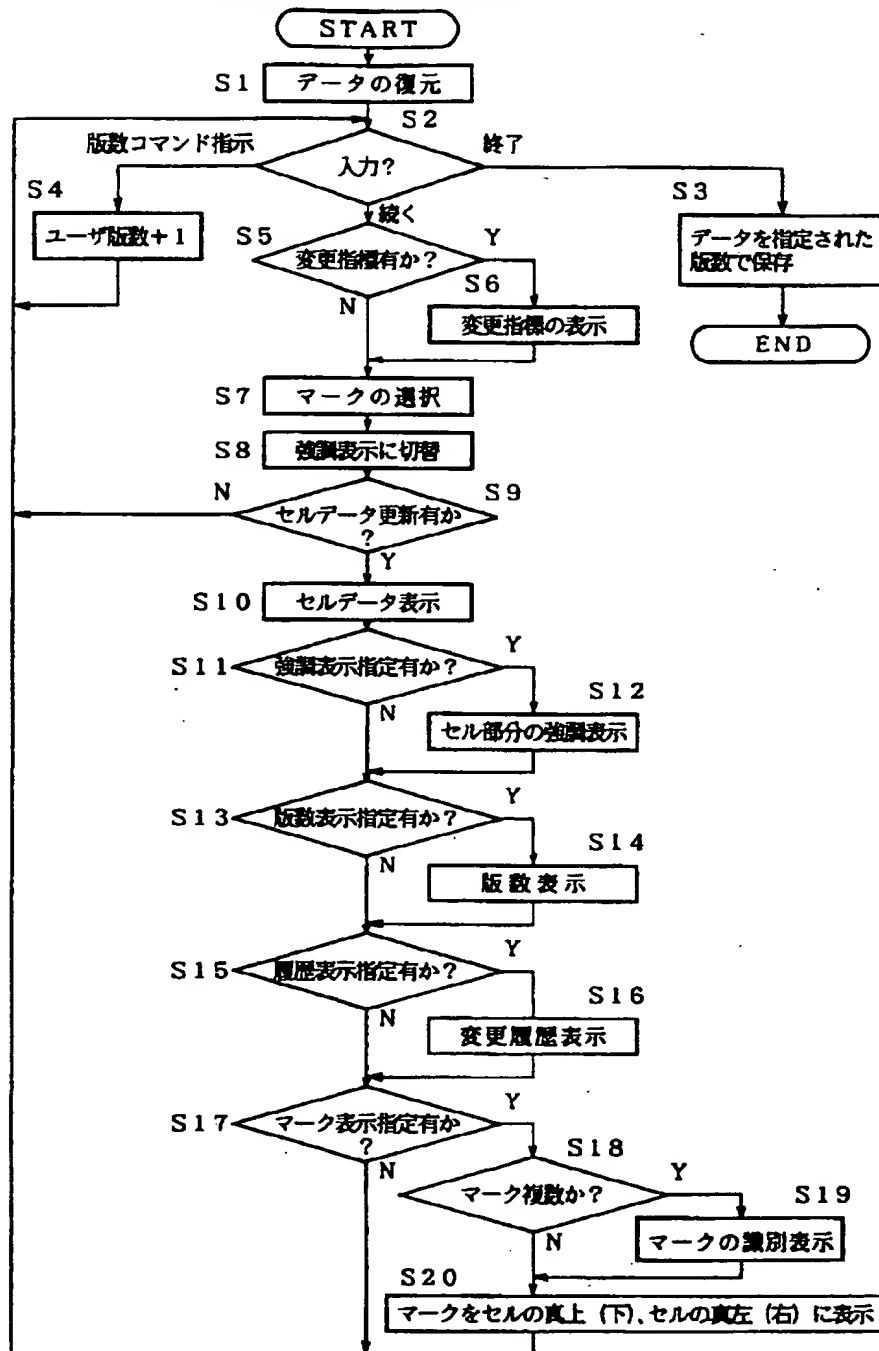 START
S1
データの復元
S2
版数コマンド指示
終了
入力?
S4
S3
ユーザ版数+1
続く
S5
Y
変更指標有か?
データを指定された
版数で保存
S6
N
変更指標の表示
END
S7
マークの選択
S8
強調表示に切替
N
S9
セルデータ更新有か
?
Y
S10
セルデータ表示
Y
S11
強調表示指定有か?
S12
N
セル部分の強調表示
Y
S13
版数表示指定有か?
S14
N
版数表示
Y
S15
履歴表示指定有か?
S16
N
変更履歴表示
Y
S17
マーク表示指定有か
?
S18
N
Y
マーク複数か?
S19
マークの識別表示
N
S20
マークをセルの真上(下)、セルの真左(右)に表示